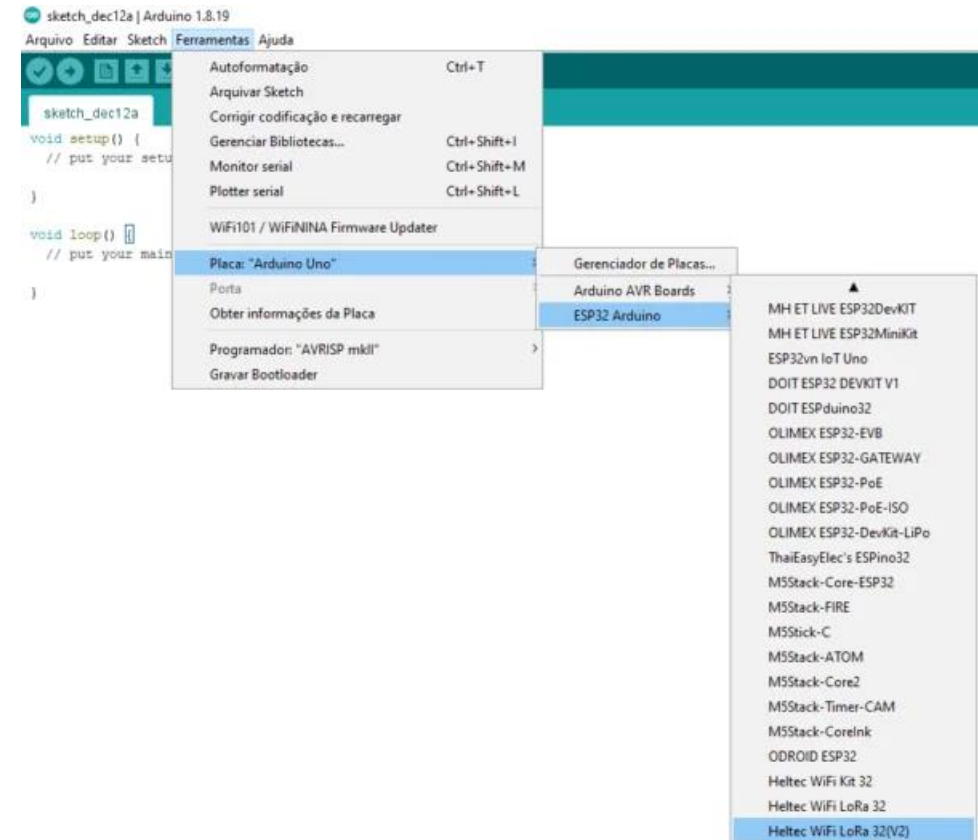 sketch_dec12a | Arduino 1.8.19
Arquivo Editar Sketch Ferramentas Ajuda
sketch_dec12a
void setup() {
// put your setu
}
void loop() {
// put your main
}
Autoformatação Ctrl+T
Arquivar Sketch
Corrigir codificação e recarregar
Gerenciar Bibliotecas... Ctrl+Shift+I
Monitor serial Ctrl+Shift+M
Plotter serial Ctrl+Shift+L
WiFi101 / WiFiNINA Firmware Updater
Placa: "Arduino Uno"
Porta
Obter informações da Placa
Programador: "AVRISP mkII"
Gravar Bootloader
Gerenciador de Placas...
Arduino AVR Boards
ESP32 Arduino
MH ET LIVE ESP32DevKIT
MH ET LIVE ESP32MiniKit
ESP32vn IoT Uno
DOIT ESP32 DEVKIT V1
DOIT ESPduino32
OLIMEX ESP32-EVB
OLIMEX ESP32-GATEWAY
OLIMEX ESP32-PoE
OLIMEX ESP32-PoE-ISO
OLIMEX ESP32-DevKit-LiPo
ThaiEasyElec's ESPino32
M5Stack-Core-ESP32
M5Stack-FIRE
M5Stick-C
M5Stack-ATOM
M5Stack-Core2
M5Stack-Timer-CAM
M5Stack-CoreInk
ODROID ESP32
Heltec WiFi Kit 32
Heltec WiFi LoRa 32
Heltec WiFi LoRa 32(V2)